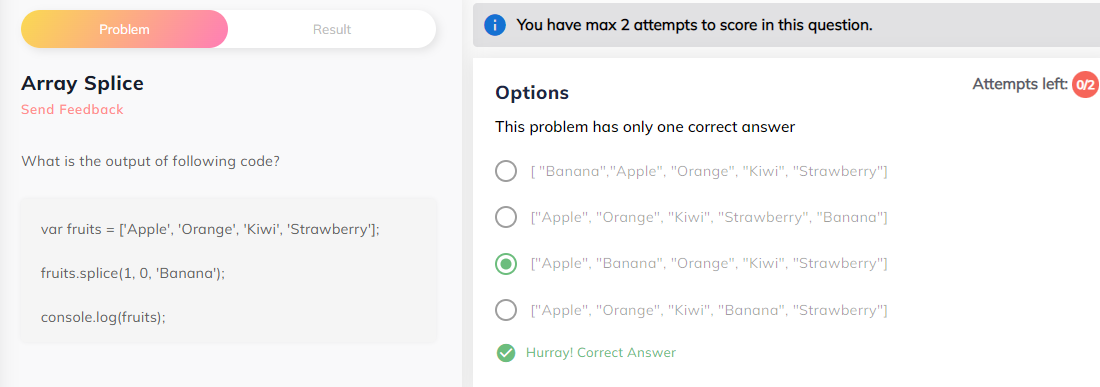 Problem
Result
Array Splice
Send Feedback
What is the output of following code?
var fruits = ['Apple', 'Orange', 'Kiwi', 'Strawberry'];
fruits.splice(1, 0, 'Banana');
console.log(fruits);
You have max 2 attempts to score in this question.
Attempts left: 0/2
Options
This problem has only one correct answer
[ "Banana","Apple", "Orange", "Kiwi", "Strawberry"]
["Apple", "Orange", "Kiwi", "Strawberry", "Banana"]
["Apple", "Banana", "Orange", "Kiwi", "Strawberry"]
["Apple", "Orange", "Kiwi", "Banana", "Strawberry"]
Hurray! Correct Answer